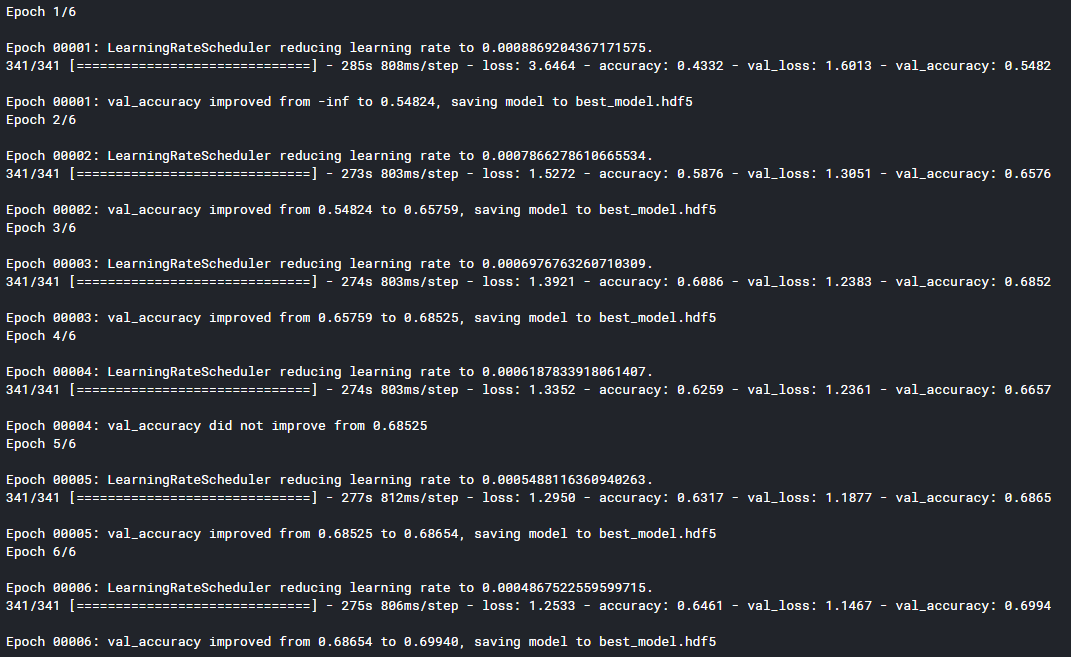 Epoch 1/6
Epoch 00001: LearningRateScheduler reducing learning rate to 0.0008869204367171575.
341/341 [==============================] - 285s 808ms/step - loss: 3.6464 - accuracy: 0.4332 - val_loss: 1.6013 - val_accuracy: 0.5482
Epoch 00001: val_accuracy improved from -inf to 0.54824, saving model to best_model.hdf5
Epoch 2/6
Epoch 00002: LearningRateScheduler reducing learning rate to 0.0007866278610665534.
341/341 [==============================] - 273s 803ms/step - loss: 1.5272 - accuracy: 0.5876 - val_loss: 1.3051 - val_accuracy: 0.6576
Epoch 00002: val_accuracy improved from 0.54824 to 0.65759, saving model to best_model.hdf5
Epoch 3/6
Epoch 00003: LearningRateScheduler reducing learning rate to 0.0006976763260710309.
341/341 [==============================] - 274s 803ms/step - loss: 1.3921 - accuracy: 0.6086 - val_loss: 1.2383 - val_accuracy: 0.6852
Epoch 00003: val_accuracy improved from 0.65759 to 0.68525, saving model to best_model.hdf5
Epoch 4/6
Epoch 00004: LearningRateScheduler reducing learning rate to 0.0006187833918061407.
341/341 [==============================] - 274s 803ms/step - loss: 1.3352 - accuracy: 0.6259 - val_loss: 1.2361 - val_accuracy: 0.6657
Epoch 00004: val_accuracy did not improve from 0.68525
Epoch 5/6
Epoch 00005: LearningRateScheduler reducing learning rate to 0.0005488116360940263.
341/341 [==============================] - 277s 812ms/step - loss: 1.2950 - accuracy: 0.6317 - val_loss: 1.1877 - val_accuracy: 0.6865
Epoch 00005: val_accuracy improved from 0.68525 to 0.68654, saving model to best_model.hdf5
Epoch 6/6
Epoch 00006: LearningRateScheduler reducing learning rate to 0.0004867522559599715.
341/341 [==============================] - 275s 806ms/step - loss: 1.2533 - accuracy: 0.6461 - val_loss: 1.1467 - val_accuracy: 0.6994
Epoch 00006: val_accuracy improved from 0.68654 to 0.69940, saving model to best_model.hdf5